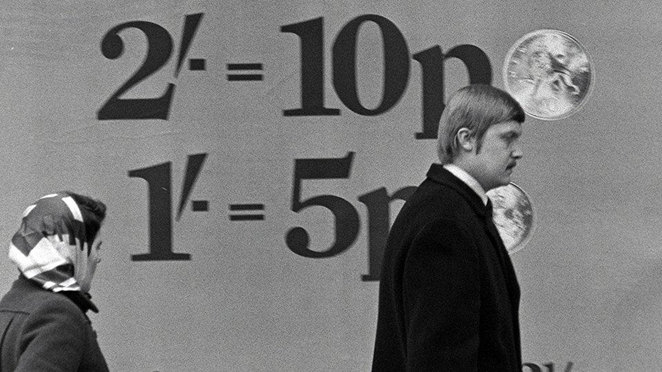 2/- = 10p
1/- = 5p